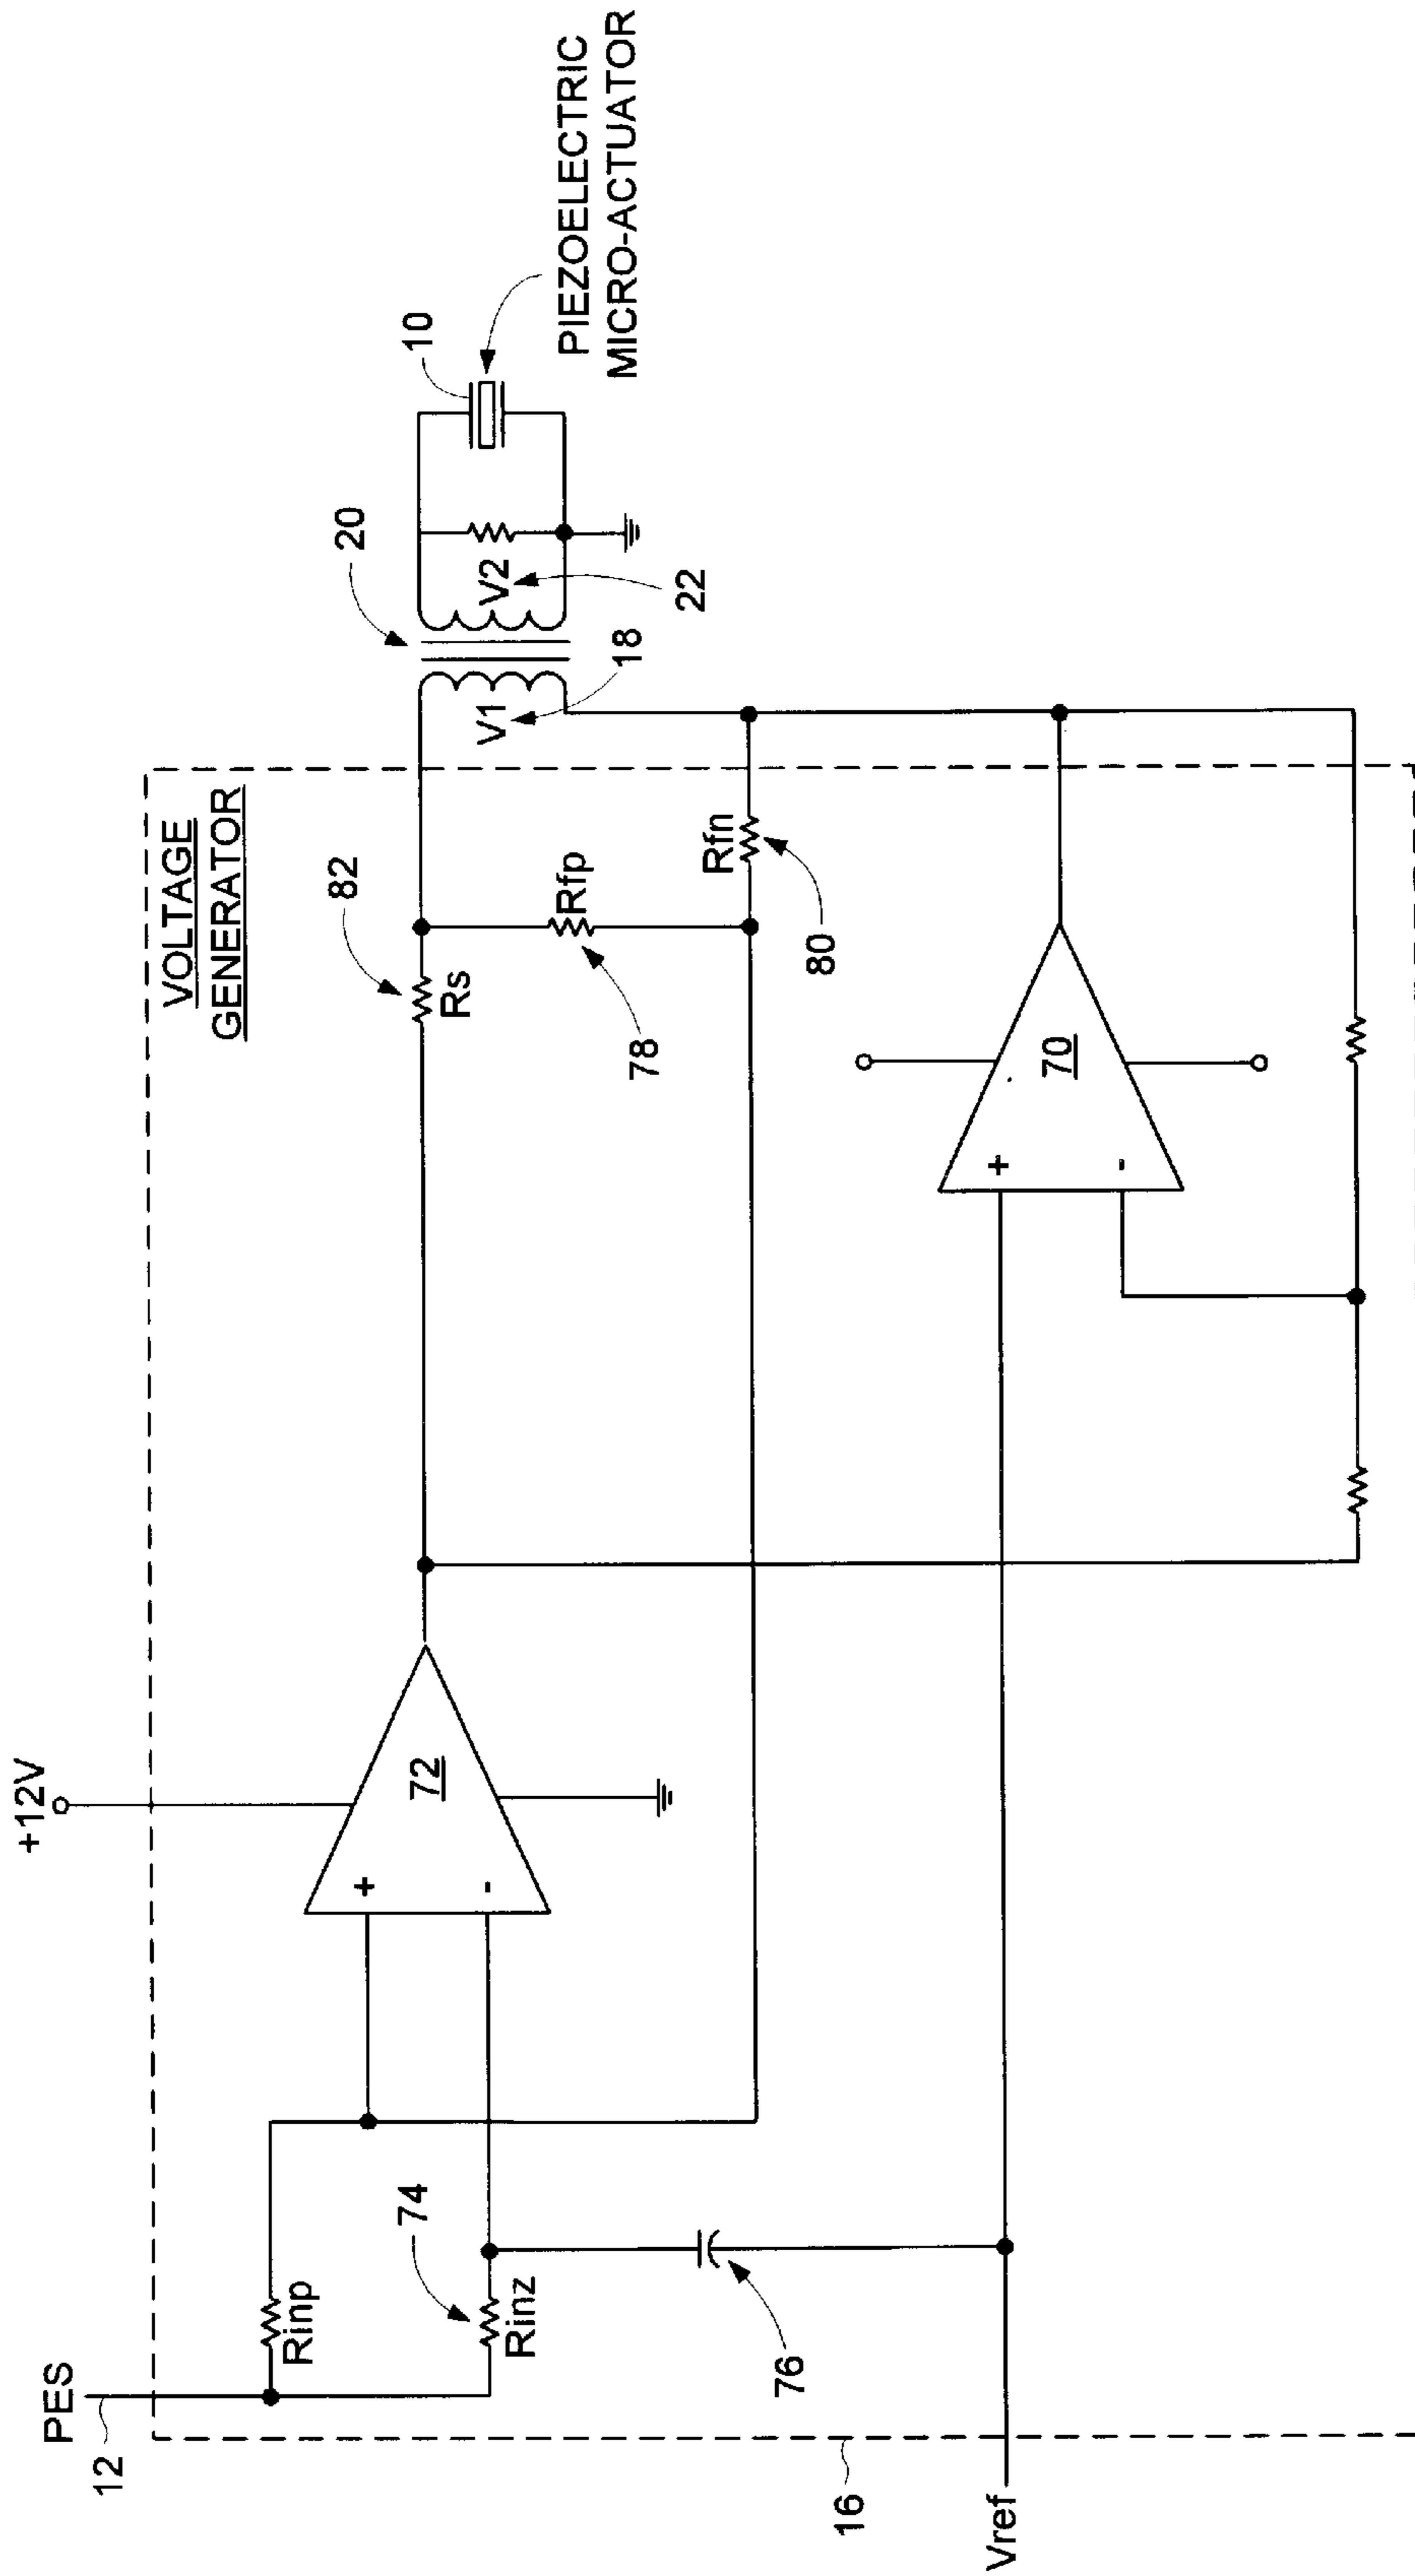 PES
12
+12V
VOLTAGE
GENERATOR
Rinp
74
Rinz
+
-
72
82
Rs
Rfp
78
Rfn
80
V1
18
20
V2
22
10
PIEZOELECTRIC
MICRO-ACTUATOR
76
+
-
70
16
Vref